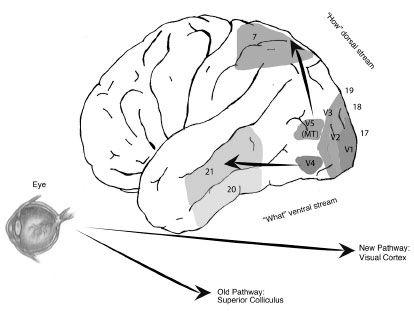 "How" dorsal stream
7
19
18
17
V3
V5
(MT)
V2
V1
V4
21
20
"What" ventral stream
Eye
New Pathway:
Visual Cortex
Old Pathway:
Superior Colliculus